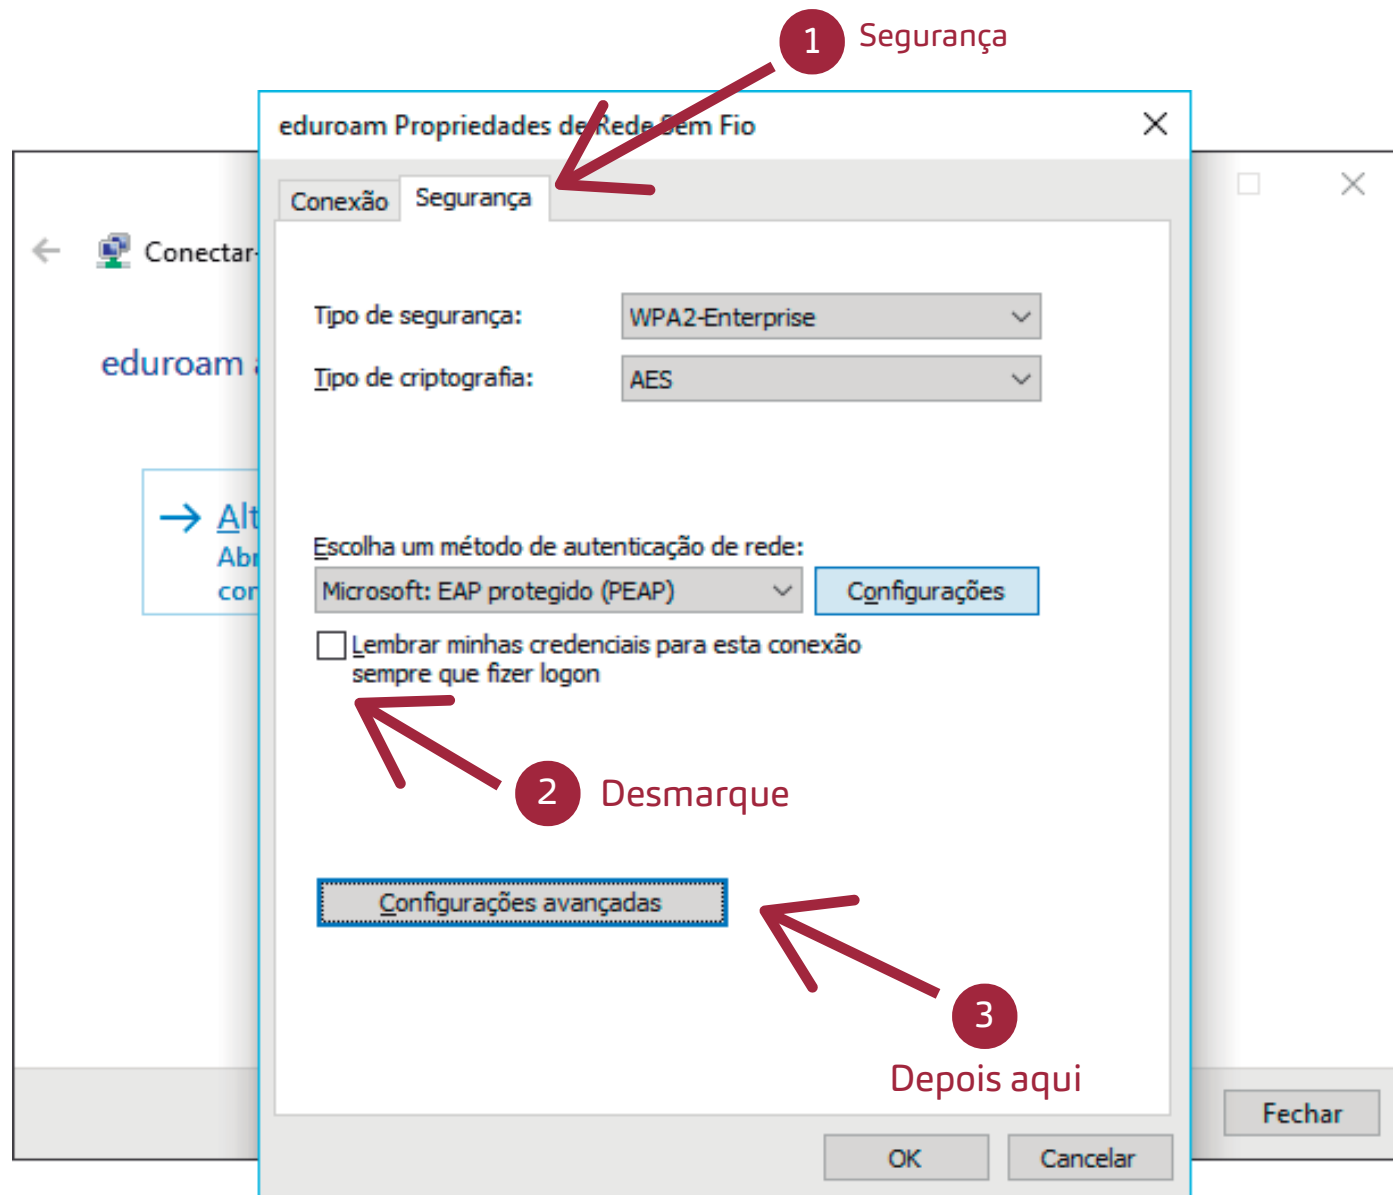 1 Segurança
eduroam Propriedades de Rede Sem Fio
Conexão Segurança
Conectar-
eduroam
Tipo de segurança: WPA2-Enterprise
Tipo de criptografia: AES
Alt
Abr
con
Escolha um método de autenticação de rede:
Microsoft: EAP protegido (PEAP) Configurações
Lembrar minhas credenciais para esta conexão
sempre que fizer logon
2 Desmarque
Configurações avançadas
3
Depois aqui
Fechar
OK Cancelar